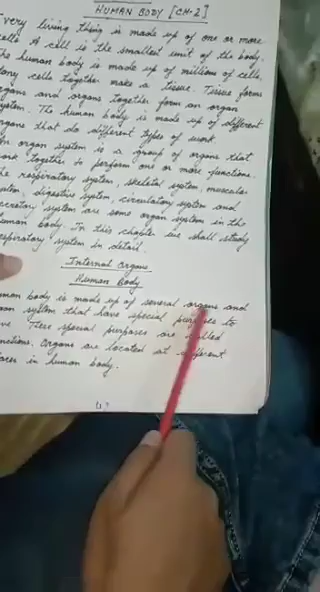 HUMAN BODY [CH-2]
Every living thing is made up of one or more
cells A cell is the smallest unit of the body.
The human body is made up of millions of cells.
Many cells together make a tissue. Tissue forms
organs and organs together form an organ
system. The human body is made up of different
organs that do different types of work.
An organ system is a group of organs that
work together to perform one or more functions.
The respiratory system, skeletal system, muscular
system, digestive system, circulatory system and
excretory system are some organ system in the
human body. In this chapter we shall study
respiratory system in detail.
Internal Organs
Human Body
human body is made up of several organs and
organ system that have special purposes to
These special purposes are called
functions. Organs are located at different
places in human body.